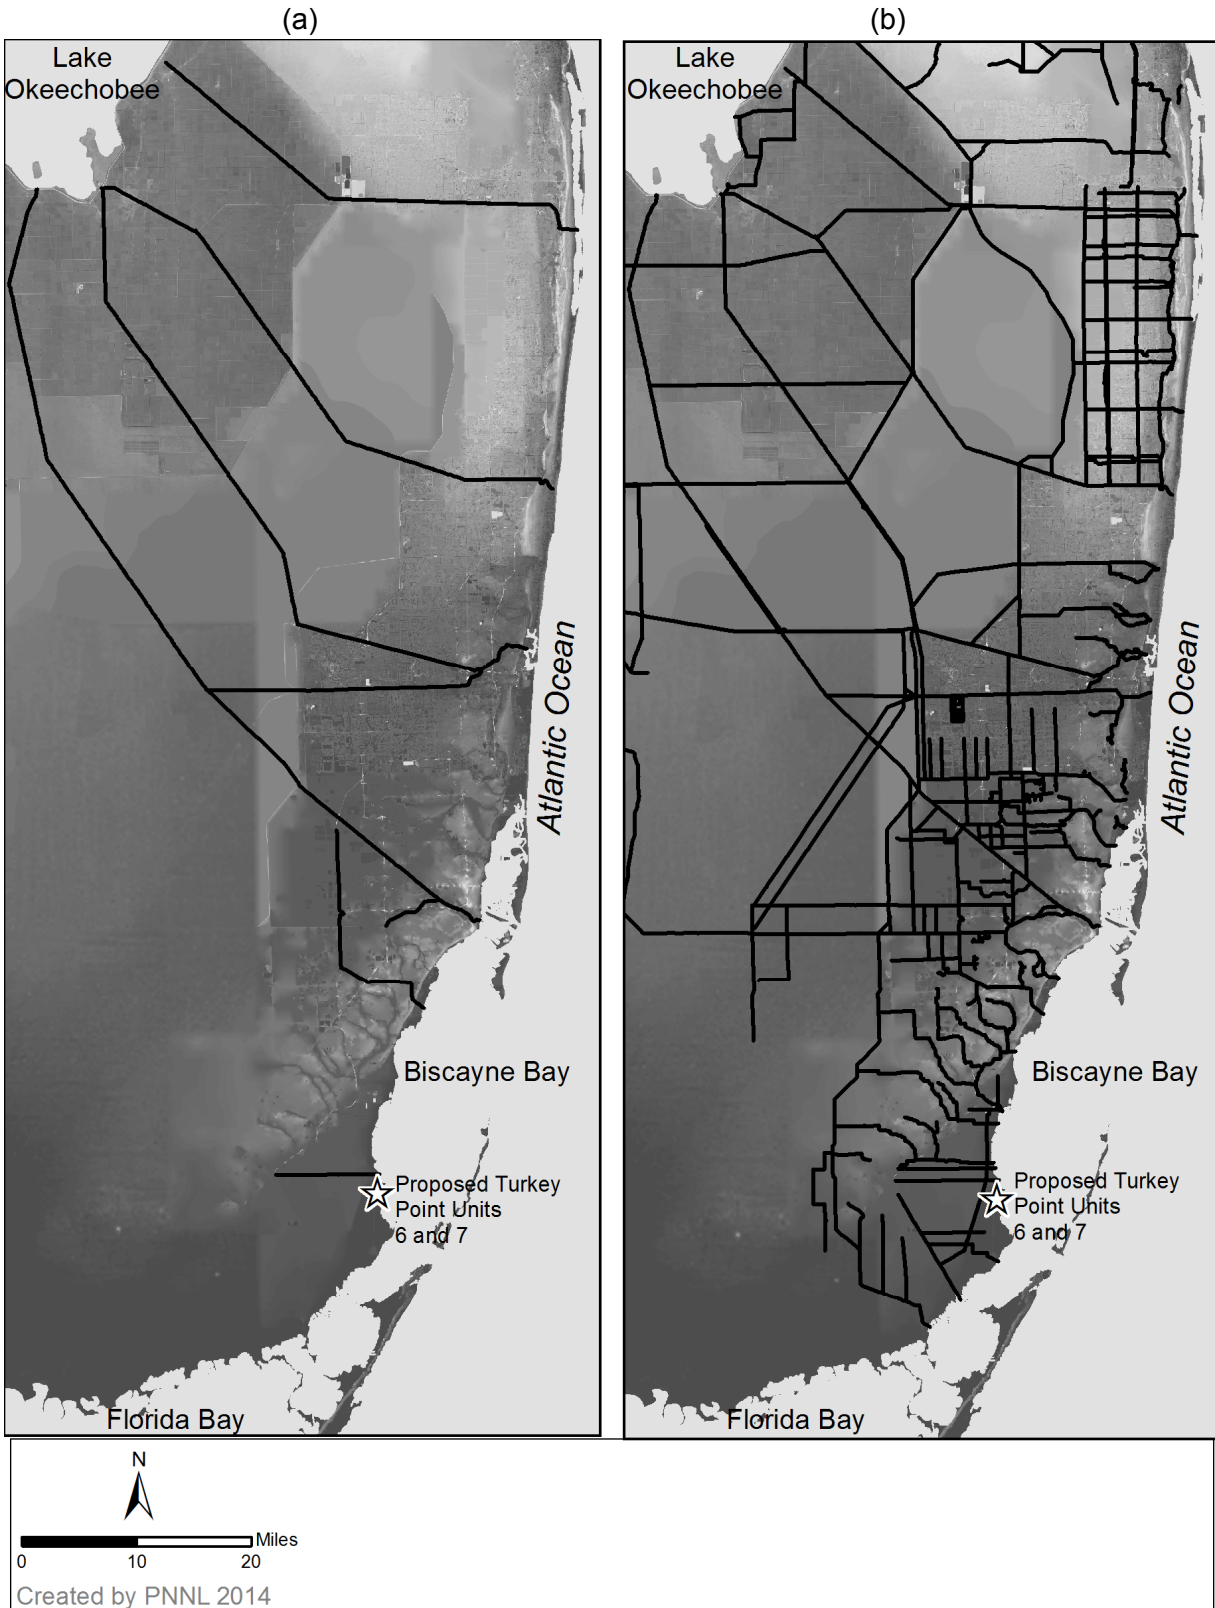 (a)
(b)
Lake
Okeechobee
Lake
Okeechobee
Atlantic Ocean
Atlantic Ocean
Biscayne Bay
Biscayne Bay
Proposed Turkey
Point Units
6 and 7
Proposed Turkey
Point Units
6 and 7
Florida Bay
Florida Bay
N
Miles
0 10 20
Created by PNNL 2014